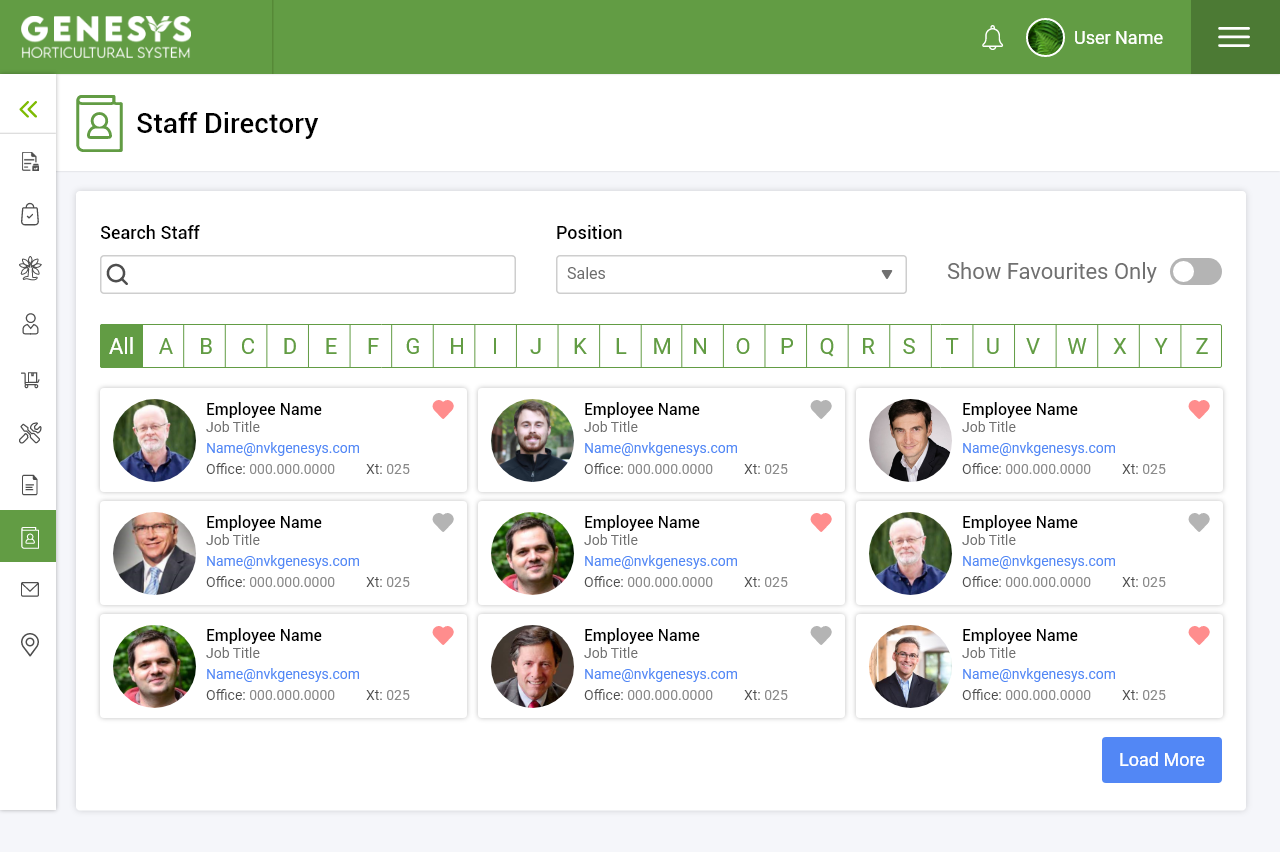 GENESYS
HORTICULTURAL SYSTEM
User Name
Staff Directory
Search Staff
Position
Sales
Show Favourites Only
All A B C D E F G H I J K L M N O P Q R S T U V W X Y Z
Employee Name
Job Title
Name@nvkgenesys.com
Office: 000.000.0000 Xt: 025
Employee Name
Job Title
Name@nvkgenesys.com
Office: 000.000.0000 Xt: 025
Employee Name
Job Title
Name@nvkgenesys.com
Office: 000.000.0000 Xt: 025
Employee Name
Job Title
Name@nvkgenesys.com
Office: 000.000.0000 Xt: 025
Employee Name
Job Title
Name@nvkgenesys.com
Office: 000.000.0000 Xt: 025
Employee Name
Job Title
Name@nvkgenesys.com
Office: 000.000.0000 Xt: 025
Employee Name
Job Title
Name@nvkgenesys.com
Office: 000.000.0000 Xt: 025
Employee Name
Job Title
Name@nvkgenesys.com
Office: 000.000.0000 Xt: 025
Employee Name
Job Title
Name@nvkgenesys.com
Office: 000.000.0000 Xt: 025
Load More